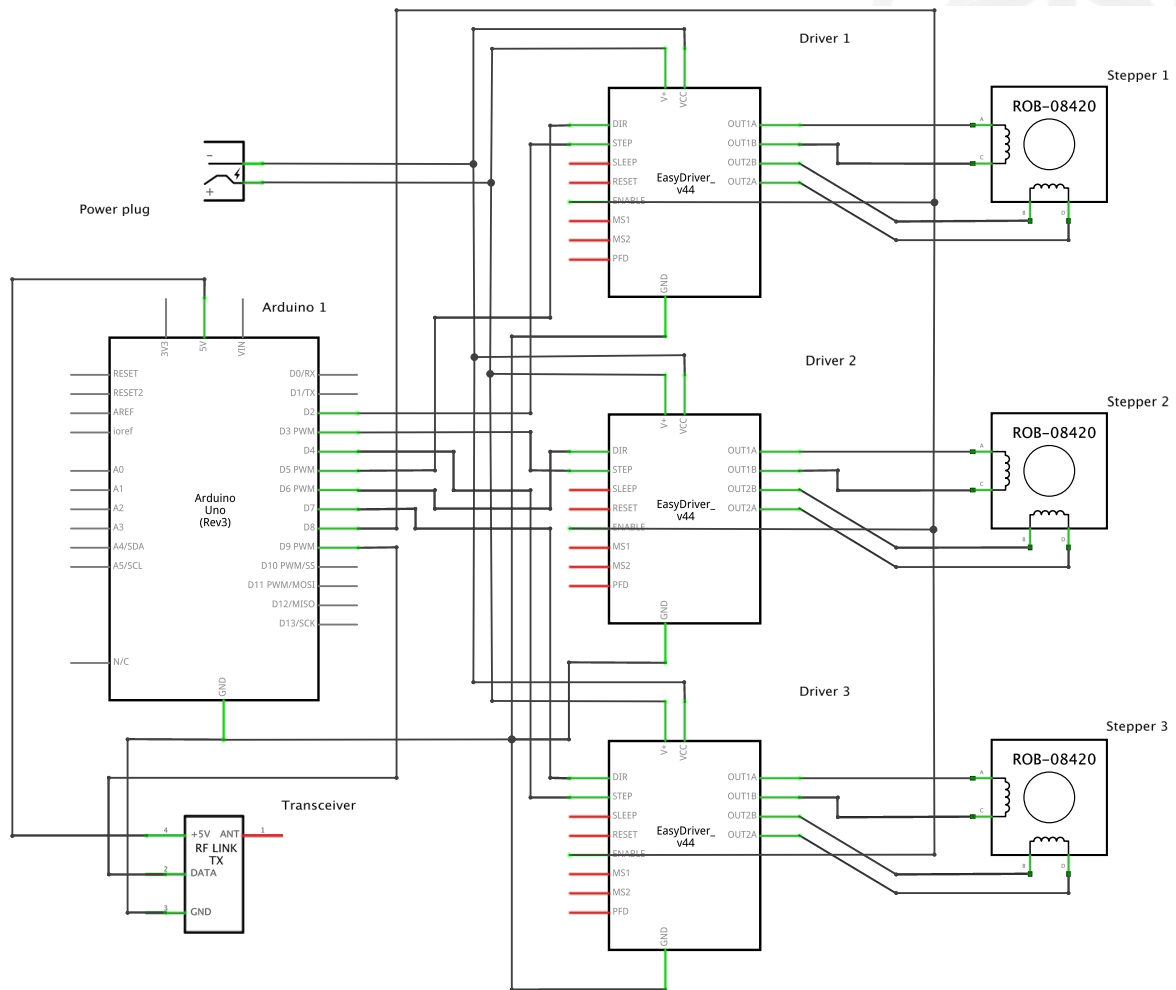 Driver 1
Stepper 1
V+
VCC
ROB-08420
DIR
OUT1A
A
STEP
OUT1B
SLEEP
OUT2B
C
RESET
EasyDriver_
v44
OUT2A
ENABLE
MS1
B
D
MS2
PFD
GND
−
+
Power plug
Arduino 1
3V3
5V
VIN
RESET
D0/RX
RESET2
D1/TX
AREF
D2
ioref
D3 PWM
D4
A0
D5 PWM
A1
D6 PWM
A2
Arduino
Uno
(Rev3)
D7
A3
D8
A4/SDA
D9 PWM
A5/SCL
D10 PWM/SS
D11 PWM/MOSI
D12/MISO
D13/SCK
N/C
GND
Driver 2
Stepper 2
V+
VCC
ROB-08420
DIR
OUT1A
A
STEP
OUT1B
SLEEP
OUT2B
C
RESET
EasyDriver_
v44
OUT2A
ENABLE
MS1
B
D
MS2
PFD
GND
Driver 3
Stepper 3
V+
VCC
ROB-08420
DIR
OUT1A
A
STEP
OUT1B
SLEEP
OUT2B
C
RESET
EasyDriver_
v44
OUT2A
ENABLE
MS1
B
D
MS2
PFD
GND
Transceiver
4
+5V
ANT
1
RF LINK
TX
2
DATA
3
GND